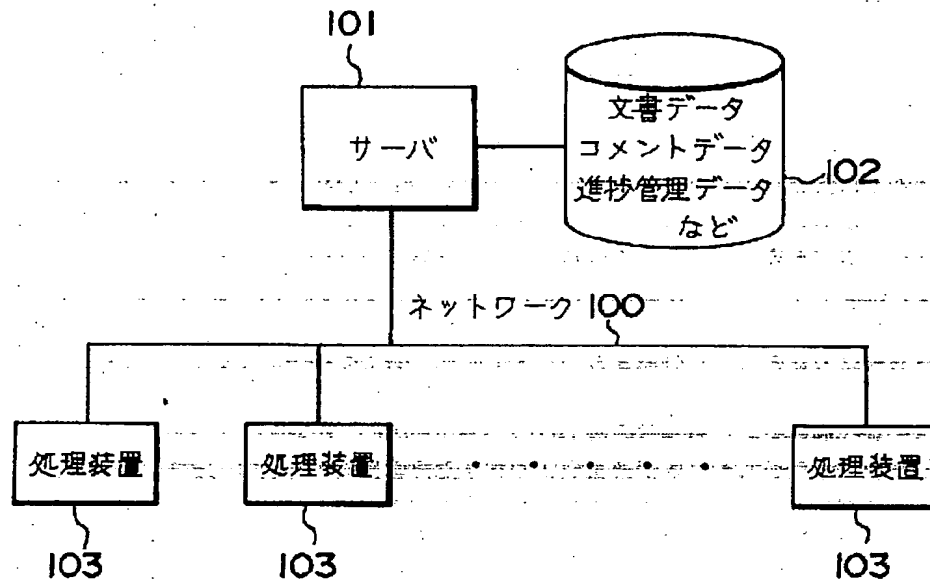 101
サーバ
文書データ
コメントデータ
進捗管理データ
など
102
ネットワーク 100
処理装置
処理装置
処理装置
103
103
103